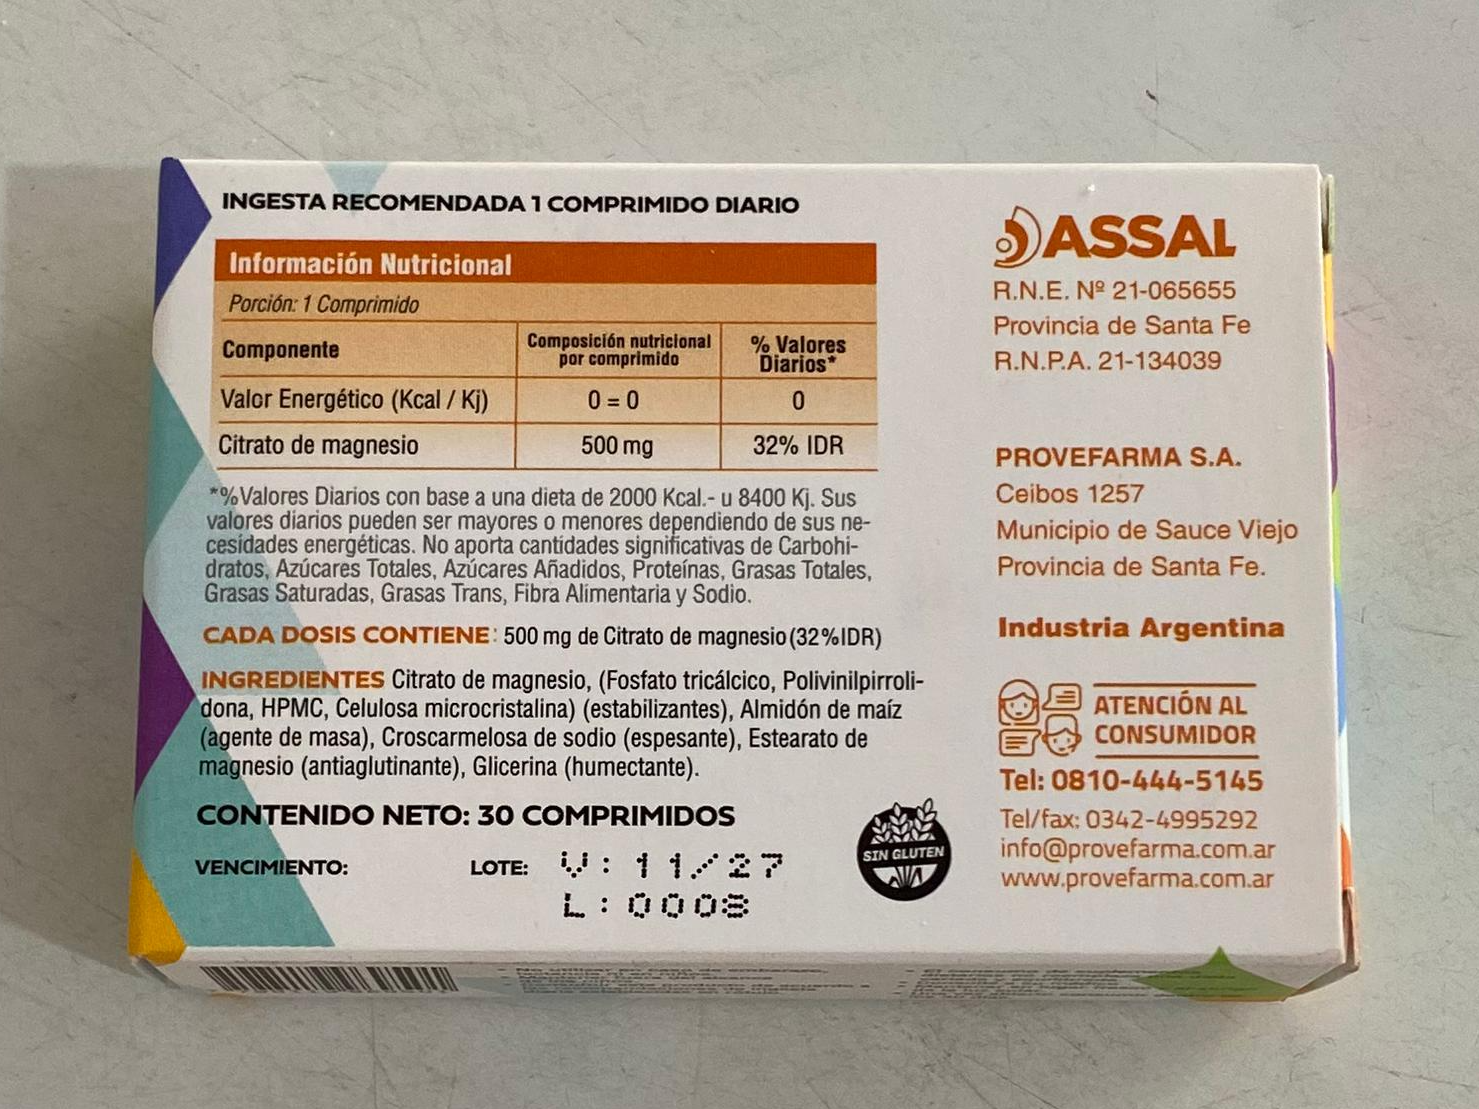 INGESTA RECOMENDADA 1 COMPRIMIDO DIARIO
Información Nutricional
Porción: 1 Comprimido
Componente
Composición nutricional
por comprimido
% Valores
Diarios*
Valor Energético (Kcal / Kj)
0 = 0
0
Citrato de magnesio
500 mg
32% IDR
*%Valores Diarios con base a una dieta de 2000 Kcal.- u 8400 Kj. Sus
valores diarios pueden ser mayores o menores dependiendo de sus ne-
cesidades energéticas. No aporta cantidades significativas de Carbohi-
dratos, Azúcares Totales, Azúcares Añadidos, Proteínas, Grasas Totales,
Grasas Saturadas, Grasas Trans, Fibra Alimentaria y Sodio.
CADA DOSIS CONTIENE: 500 mg de Citrato de magnesio (32%IDR)
INGREDIENTES Citrato de magnesio, (Fosfato tricálcico, Polivinilpirroli-
dona, HPMC, Celulosa microcristalina) (estabilizantes), Almidón de maíz
(agente de masa), Croscarmelosa de sodio (espesante), Estearato de
magnesio (antiaglutinante), Glicerina (humectante).
CONTENIDO NETO: 30 COMPRIMIDOS
VENCIMIENTO:
LOTE:
V: 11/27
L: 0008
SIN GLUTEN
ASSAL
R.N.E. Nº 21-065655
Provincia de Santa Fe
R.N.P.A. 21-134039
PROVEFARMA S.A.
Ceibos 1257
Municipio de Sauce Viejo
Provincia de Santa Fe.
Industria Argentina
ATENCIÓN AL
CONSUMIDOR
Tel: 0810-444-5145
Tel/fax: 0342-4995292
info@provefarma.com.ar
www.provefarma.com.ar